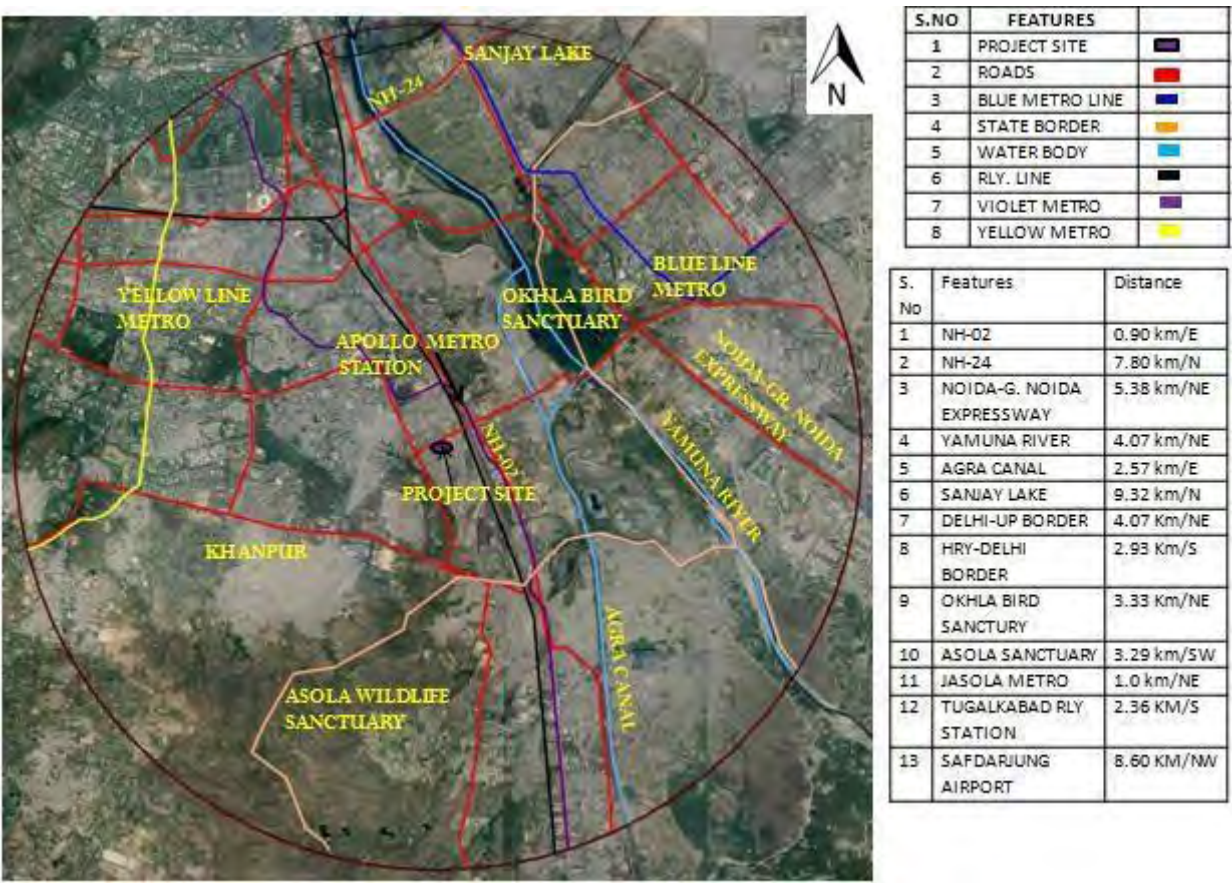 SANJAY LAKE
NH-24
N
YELLOW LINE
METRO
APOLLO METRO
STATION
OKHLA BIRD
SANCTUARY
BLUE LINE
METRO
NOIDA-GR. NOIDA
EXPRESSWAY
NH-02
YAMUNA RIVER
PROJECT SITE
KHANPUR
AGRA CANAL
ASOLA WILDLIFE
SANCTUARY
S.NO FEATURES
1 PROJECT SITE
2 ROADS
3 BLUE METRO LINE
4 STATE BORDER
5 WATER BODY
6 RLY. LINE
7 VIOLET METRO
8 YELLOW METRO
S. Features Distance
No
1 NH-02 0.90 km/E
2 NH-24 7.80 km/N
3 NOIDA-G. NOIDA 5.38 km/NE
EXPRESSWAY
4 YAMUNA RIVER 4.07 km/NE
5 AGRA CANAL 2.57 km/E
6 SANJAY LAKE 9.32 km/N
7 DELHI-UP BORDER 4.07 Km/NE
8 HRY-DELHI 2.93 Km/S
BORDER
9 OKHLA BIRD 3.33 Km/NE
SANCTURY
10 ASOLA SANCTUARY 3.29 km/SW
11 JASOLA METRO 1.0 km/NE
12 TUGALKABAD RLY 2.36 KM/S
STATION
13 SAFDARJUNG 8.60 KM/NW
AIRPORT